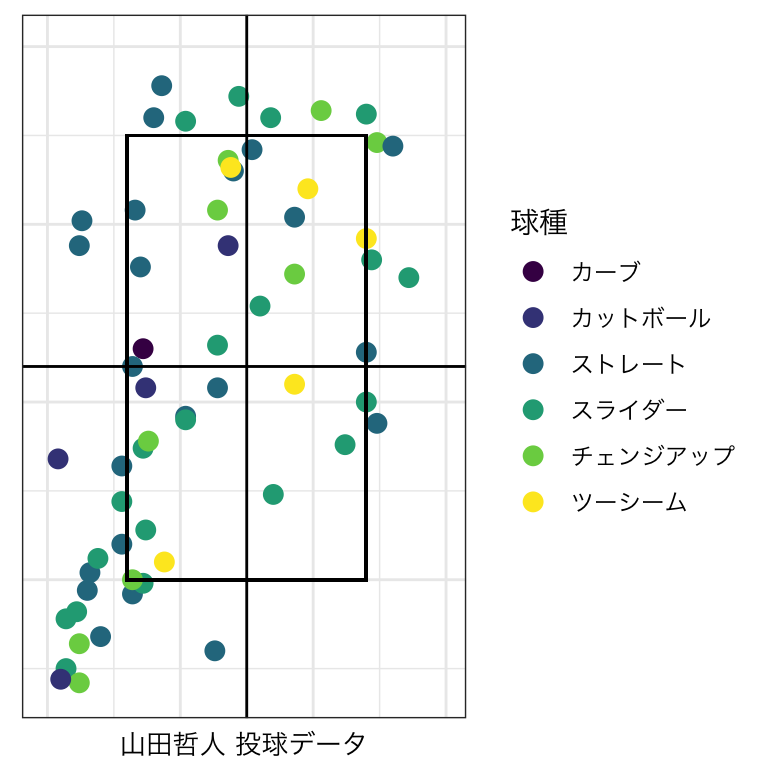 球種
カーブ
カットボール
ストレート
スライダー
チェンジアップ
ツーシーム
山田哲人 投球データ